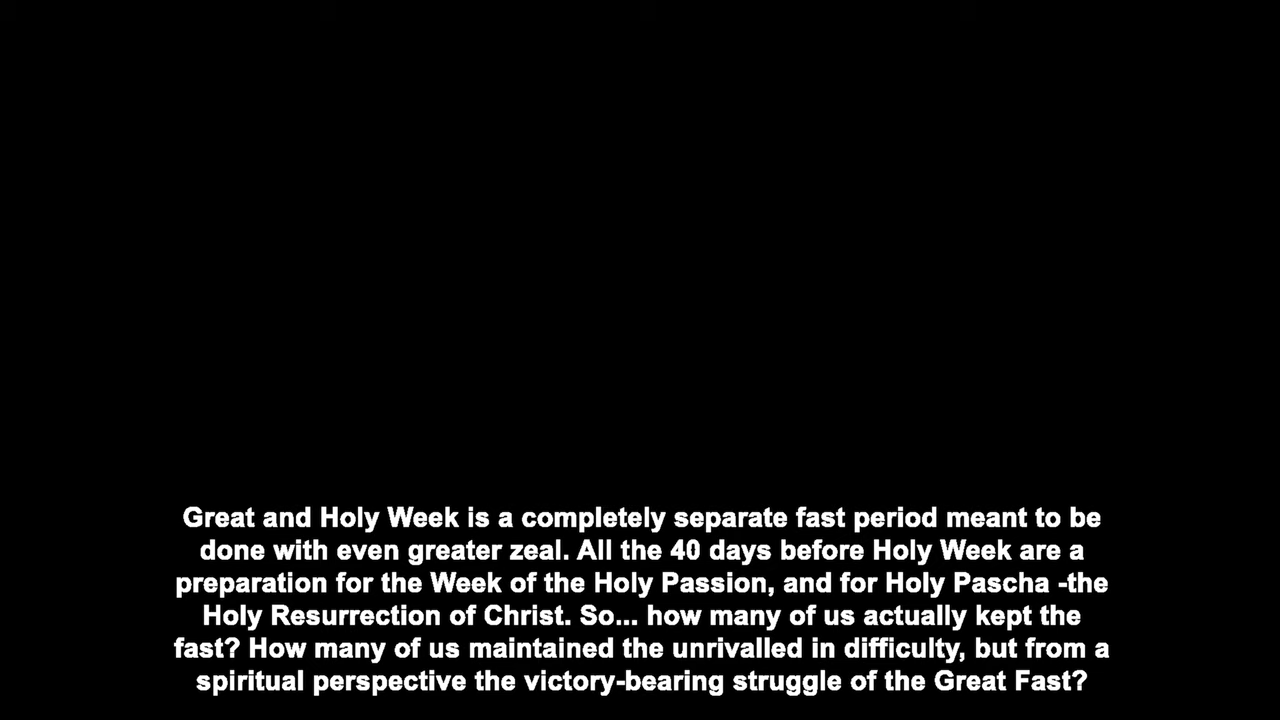 Great and Holy Week is a completely separate fast period meant to be
done with even greater zeal. All the 40 days before Holy Week are a
preparation for the Week of the Holy Passion, and for Holy Pascha -the
Holy Resurrection of Christ. So... how many of us actually kept the
fast? How many of us maintained the unrivalled in difficulty, but from a
spiritual perspective the victory-bearing struggle of the Great Fast?